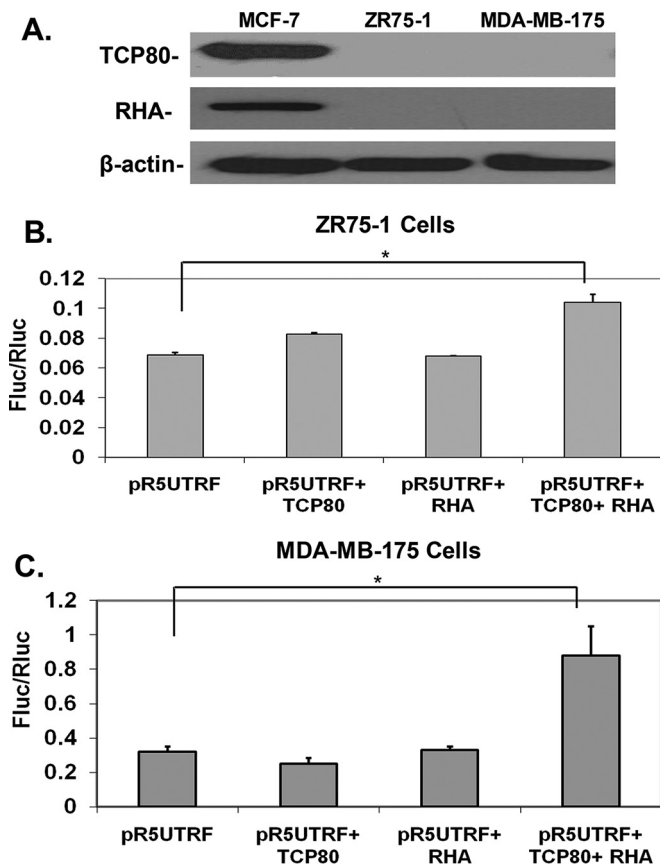 A.
MCF-7 ZR75-1 MDA-MB-175
TCP80-
RHA-
β-actin-
B.
ZR75-1 Cells
*
Fluc/Rluc
0.12
0.1
0.08
0.06
0.04
0.02
0
pR5UTRF
pR5UTRF+
TCP80
pR5UTRF+
RHA
pR5UTRF+
TCP80+ RHA
C.
MDA-MB-175 Cells
*
Fluc/Rluc
1.2
1
0.8
0.6
0.4
0.2
0
pR5UTRF
pR5UTRF+
TCP80
pR5UTRF+
RHA
pR5UTRF+
TCP80+ RHA